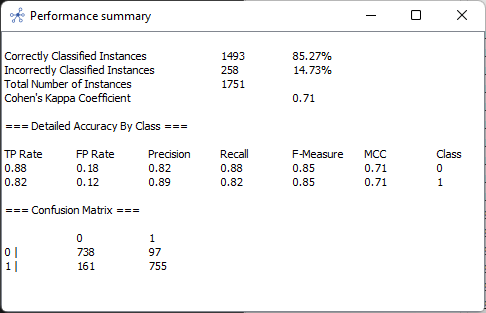 Performance summary
Correctly Classified Instances 1493 85.27%
Incorrectly Classified Instances 258 14.73%
Total Number of Instances 1751
Cohen's Kappa Coefficient 0.71
=== Detailed Accuracy By Class ===
TP Rate FP Rate Precision Recall F-Measure MCC Class
0.88 0.18 0.82 0.88 0.85 0.71 0
0.82 0.12 0.89 0.82 0.85 0.71 1
=== Confusion Matrix ===
0 1
0 | 738 97
1 | 161 755